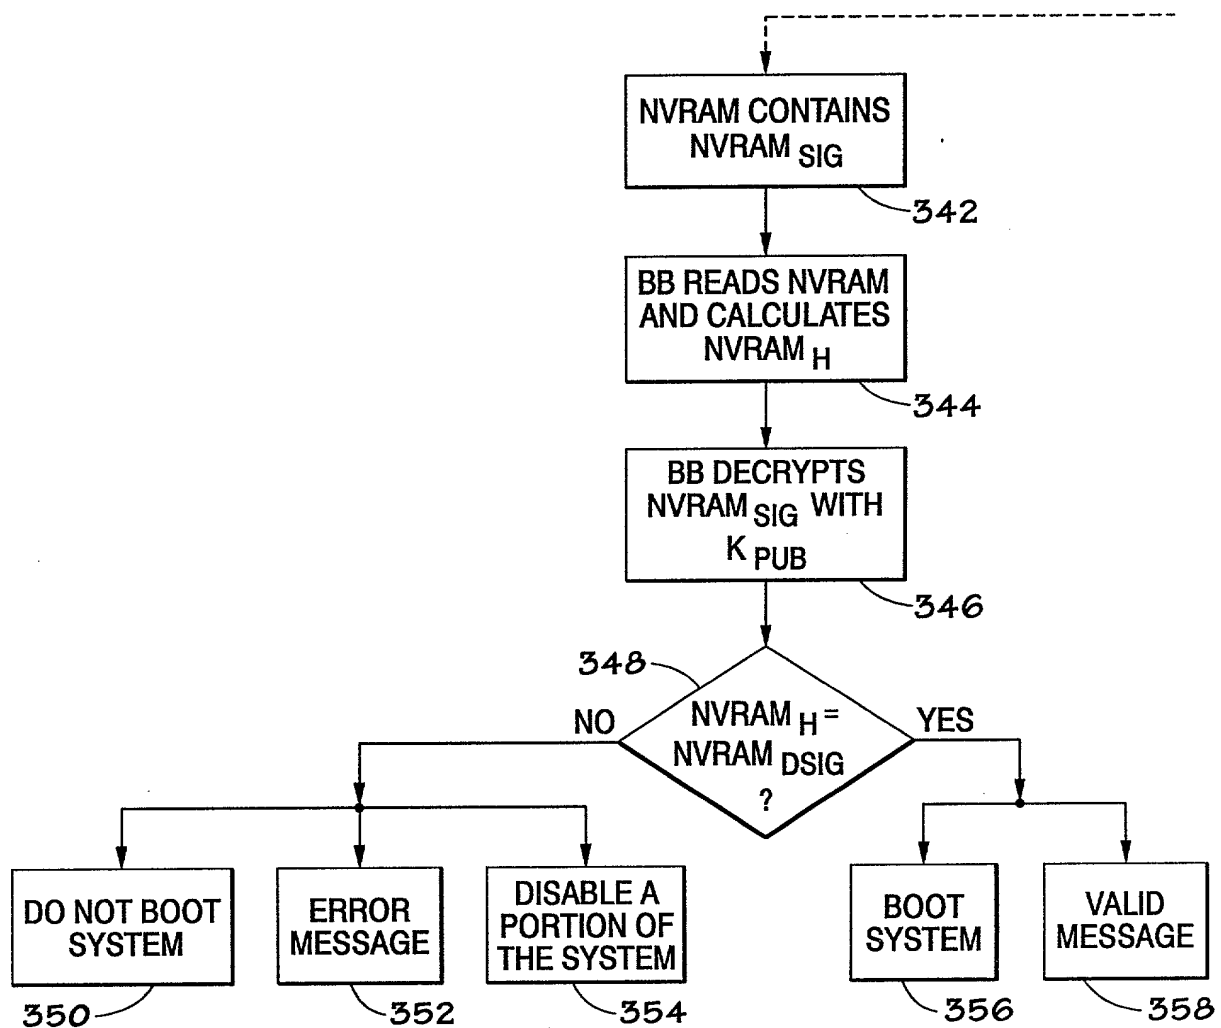 NVRAM CONTAINS
NVRAM SIG
342
BB READS NVRAM
AND CALCULATES
NVRAM H
344
BB DECRYPTS
NVRAM SIG WITH
K PUB
346
348
NVRAM H =
NVRAM DSIG
?
NO
YES
DO NOT BOOT
SYSTEM
350
ERROR
MESSAGE
352
DISABLE A
PORTION OF
THE SYSTEM
354
BOOT
SYSTEM
356
VALID
MESSAGE
358